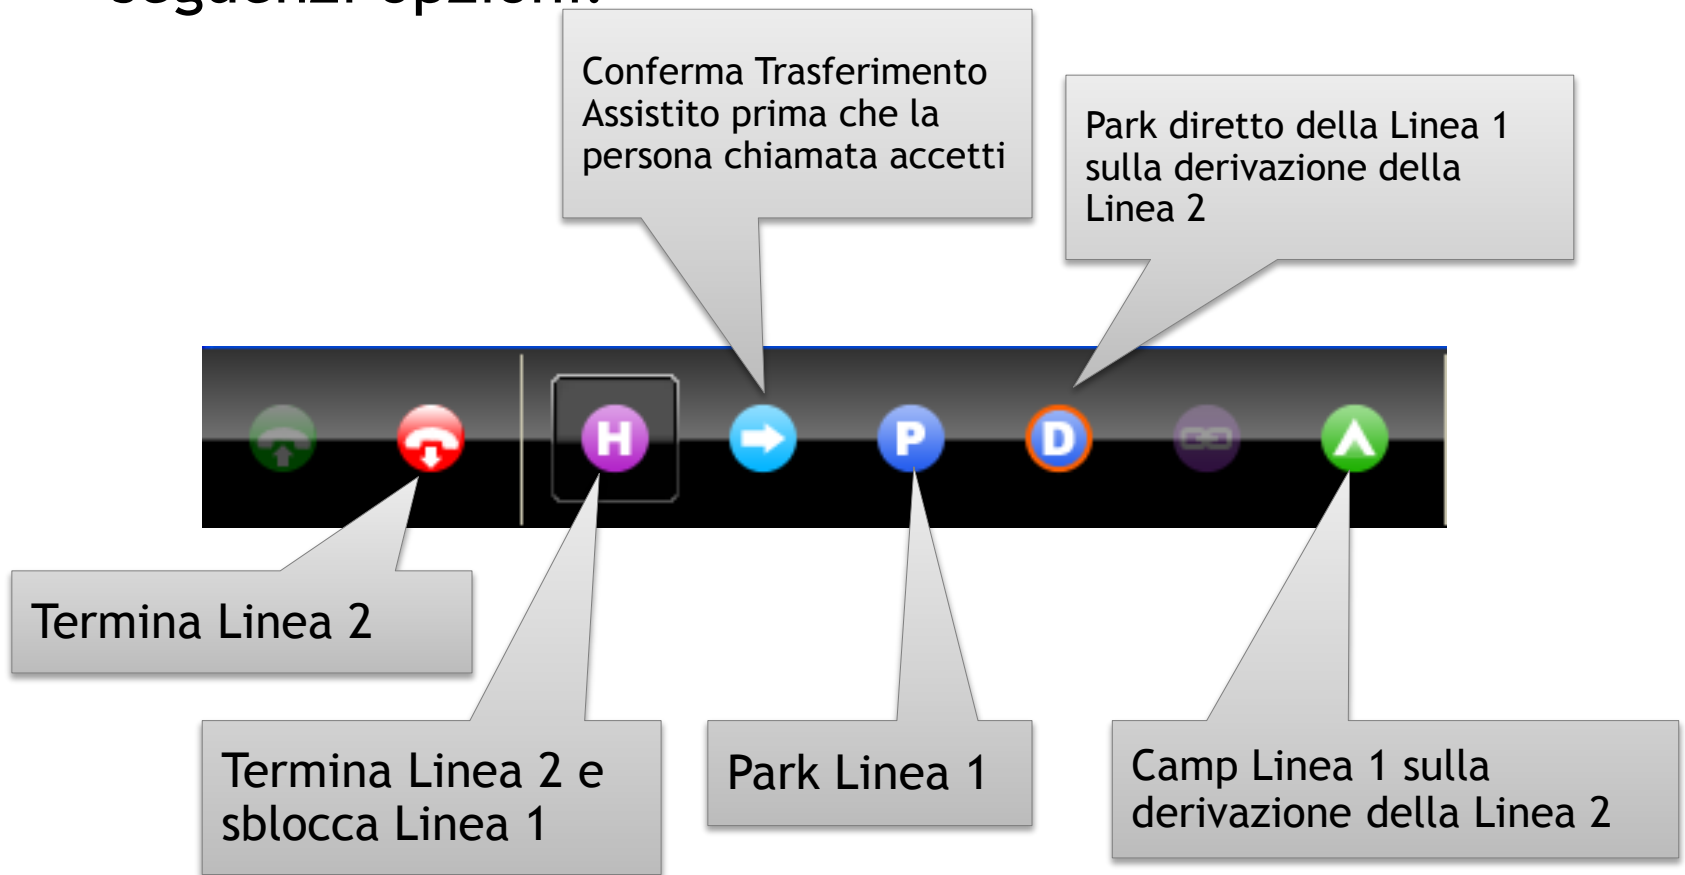 seguenzi opzioni:
Conferma Trasferimento
Assistito prima che la
persona chiamata accetti
Park diretto della Linea 1
sulla derivazione della
Linea 2
H
P
D
Termina Linea 2
Termina Linea 2 e
sblocca Linea 1
Park Linea 1
Camp Linea 1 sulla
derivazione della Linea 2